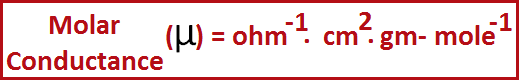 Molar Conductance (μ) = ohm⁻¹· cm²· gm- mole⁻¹